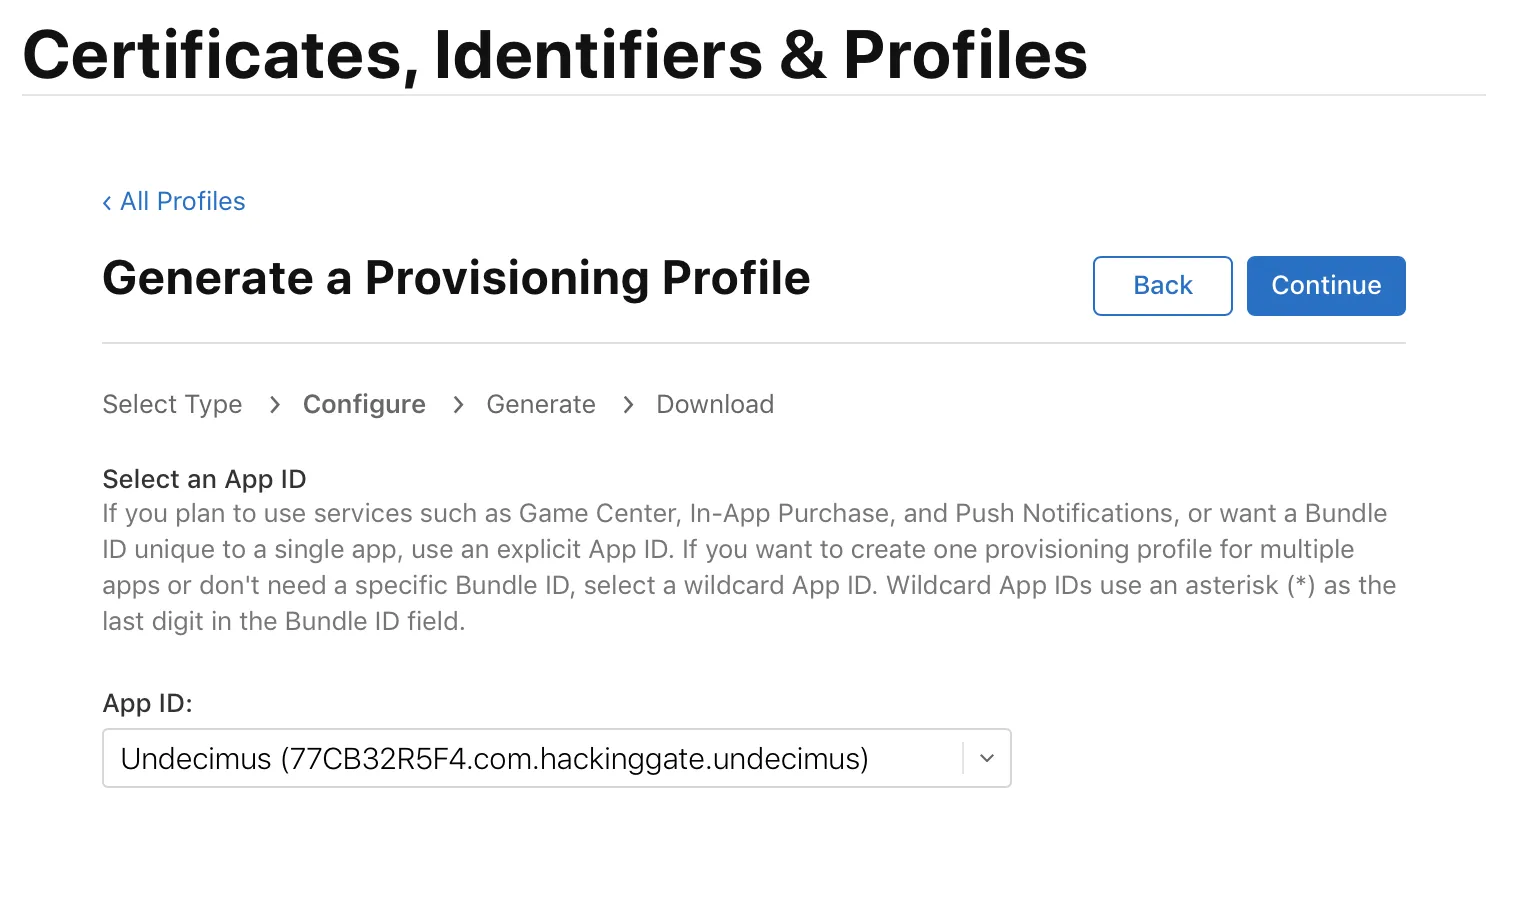 Certificates, Identifiers & Profiles
‹ All Profiles
Generate a Provisioning Profile
Back
Continue
Select Type > Configure > Generate > Download
Select an App ID
If you plan to use services such as Game Center, In-App Purchase, and Push Notifications, or want a Bundle
ID unique to a single app, use an explicit App ID. If you want to create one provisioning profile for multiple
apps or don't need a specific Bundle ID, select a wildcard App ID. Wildcard App IDs use an asterisk (*) as the
last digit in the Bundle ID field.
App ID:
Undecimus (77CB32R5F4.com.hackinggate.undecimus)